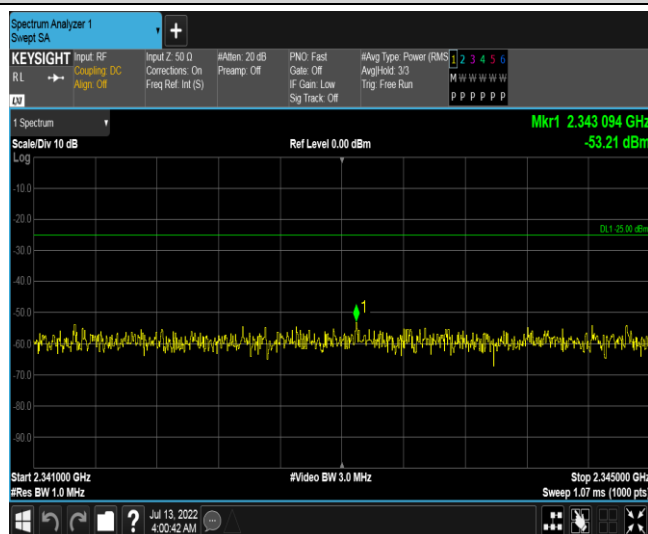 Spectrum Analyzer 1
Swept SA
+
KEYSIGHT
RL
LXI
Input: RF
Coupling: DC
Align: Off
Input Z: 50 Ω
Corrections: On
Freq Ref: Int (S)
#Atten: 20 dB
Preamp: Off
PNO: Fast
Gate: Off
IF Gain: Low
Sig Track: Off
#Avg Type: Power (RMS
Avg|Hold: 3/3
Trig: Free Run
1 2 3 4 5 6
M W W W W W
P P P P P P
1 Spectrum
Scale/Div 10 dB
Log
Ref Level 0.00 dBm
Mkr1 2.343 094 GHz
-53.21 dBm
-10.0
-20.0
DL1 -25.00 dBm
-30.0
-40.0
-50.0
1
-60.0
-70.0
-80.0
-90.0
Start 2.341000 GHz
#Video BW 3.0 MHz
Stop 2.345000 GHz
#Res BW 1.0 MHz
Sweep 1.07 ms (1000 pts)
?
Jul 13, 2022
4:00:42 AM